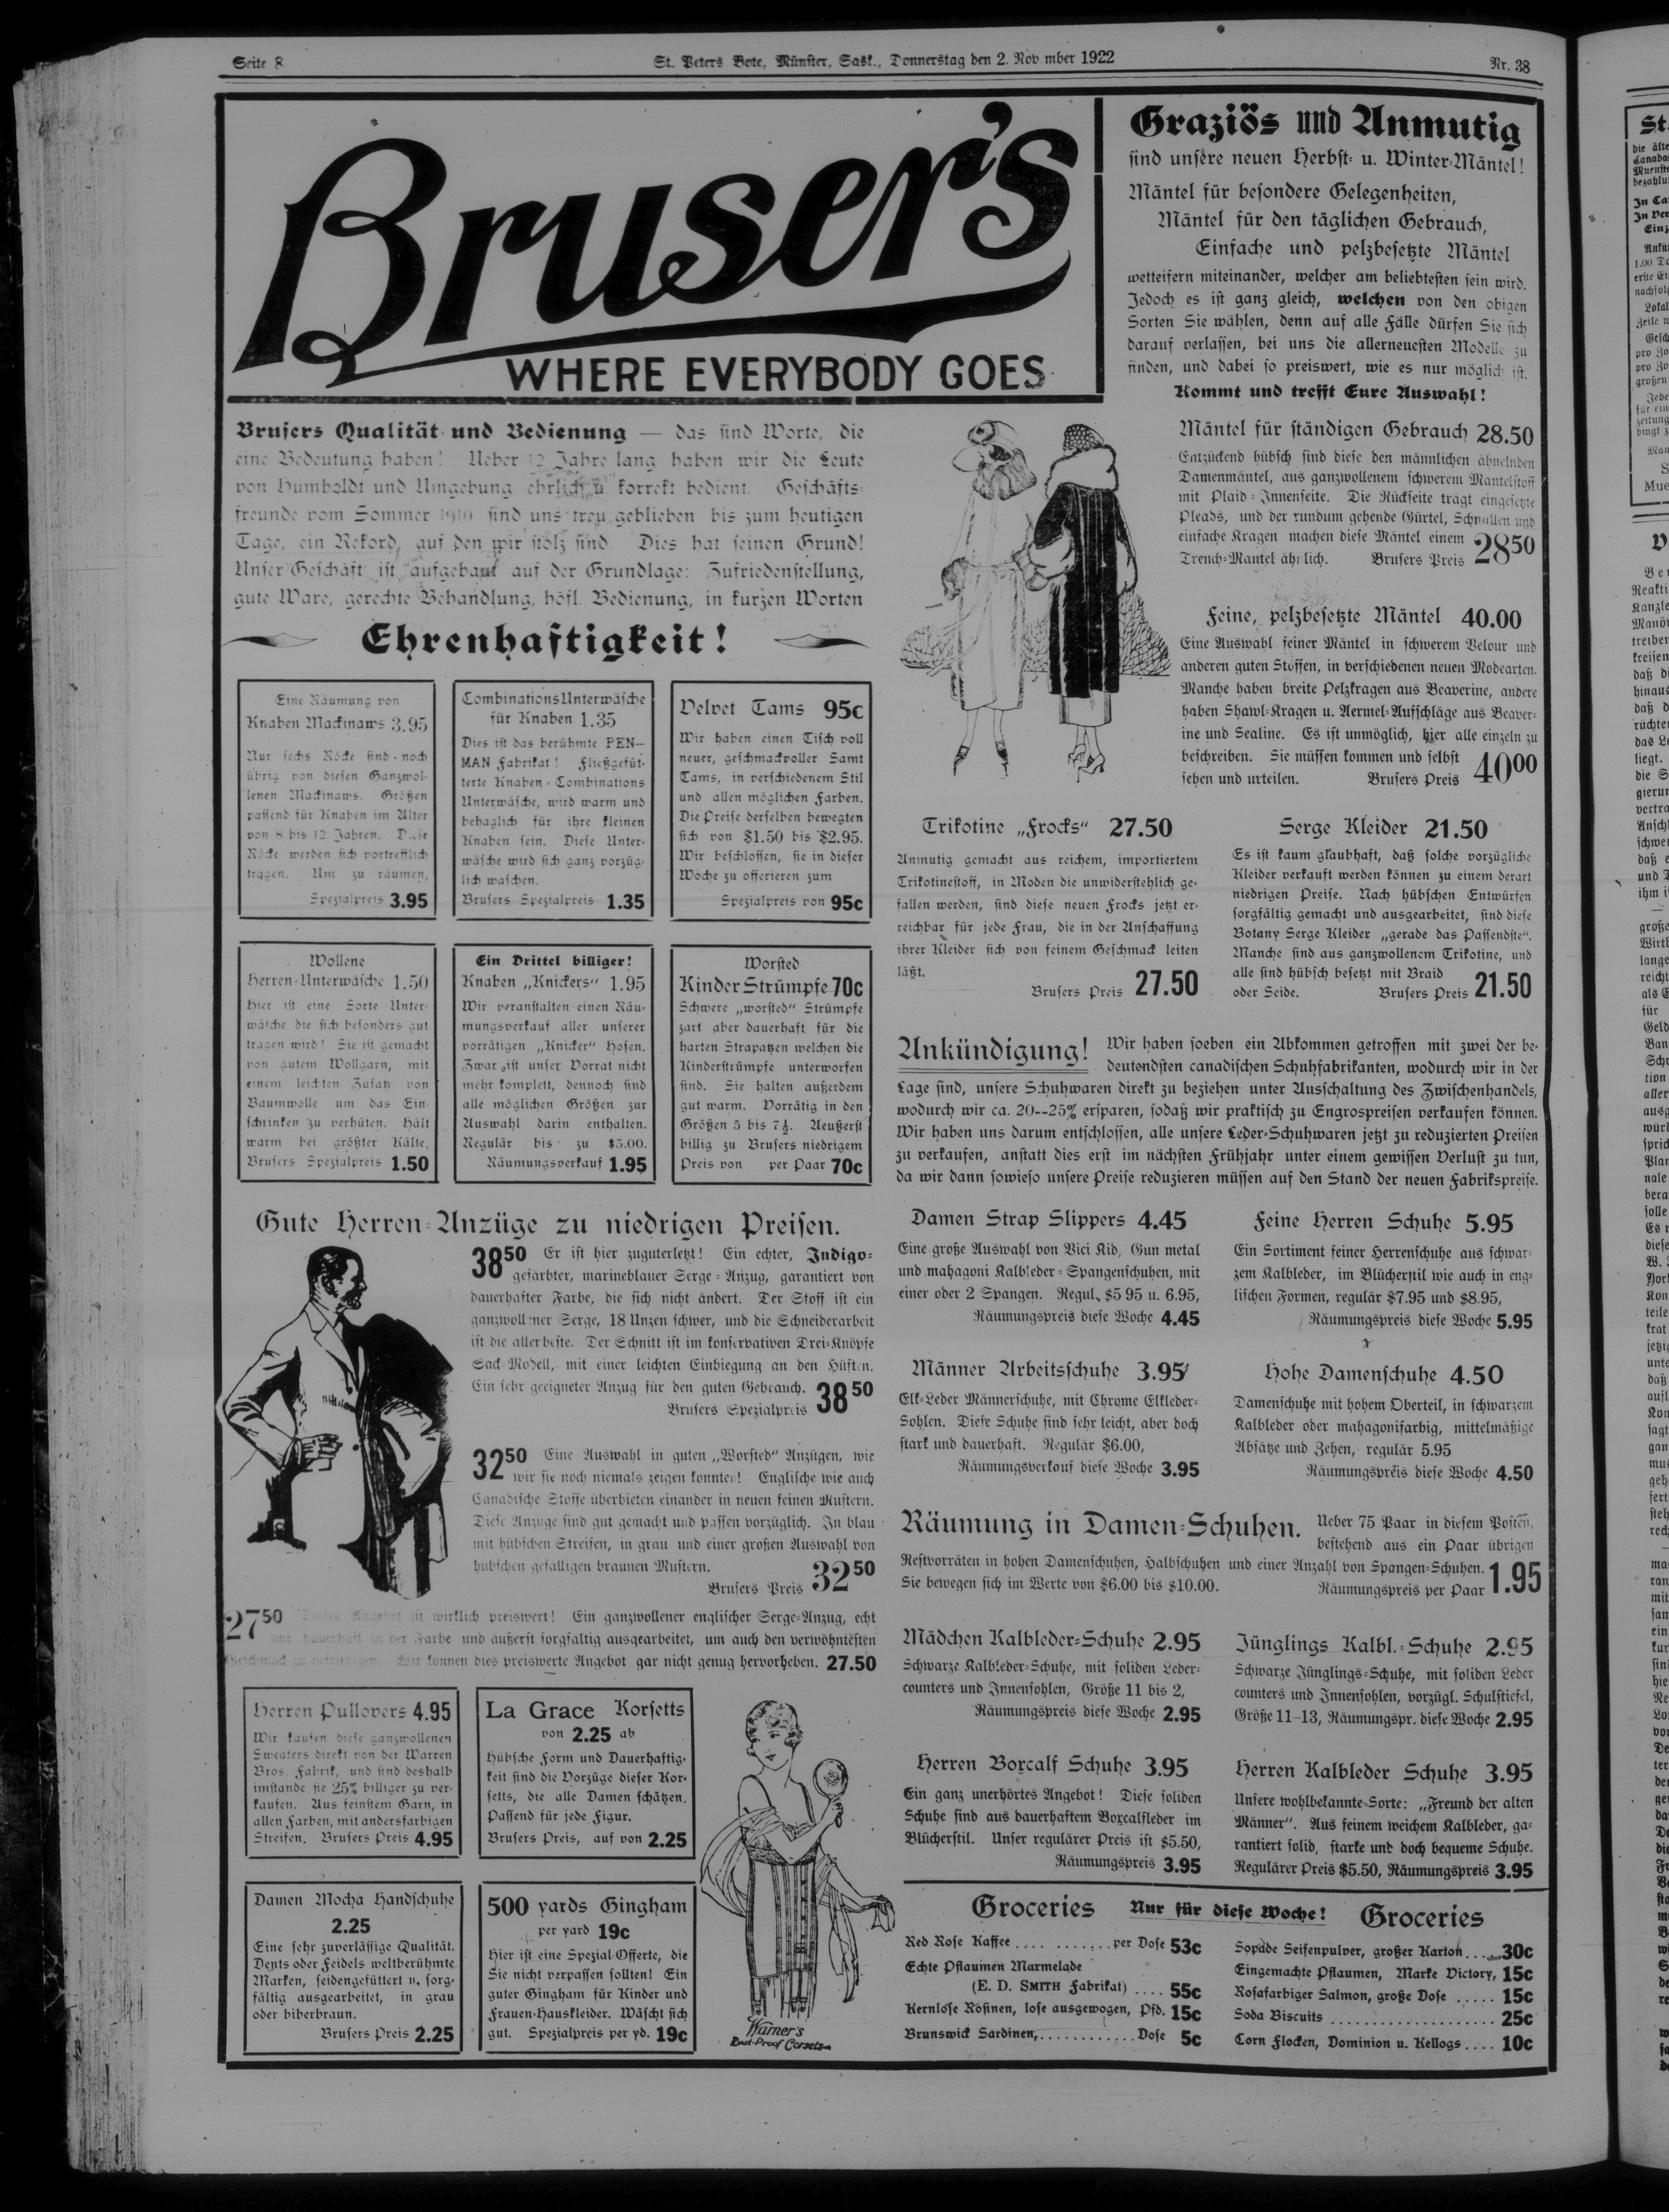 Seite 8
St. Peters Bote, Münster, Sask., Donnerstag den 2. Nov mber 1922
Nr. 38
Bruser's
WHERE EVERYBODY GOES
Graziös und Anmutig
sind unsere neuen Herbst- u. Winter-Mäntel!
Mäntel für besondere Gelegenheiten,
Mäntel für den täglichen Gebrauch,
Einfache und pelzbesetzte Mäntel
wetteifern miteinander, welcher am beliebtesten sein wird.
Jedoch es ist ganz gleich, welchen von den obigen
Sorten Sie wählen, denn auf alle Fälle dürfen Sie sich
darauf verlassen, bei uns die allerneuesten Modelle zu
finden, und dabei so preiswert, wie es nur möglich ist.
Kommt und trefft Eure Auswahl!
Brusers Qualität und Bedienung — das sind Worte, die
eine Bedeutung haben! Ueber 12 Jahre lang haben wir die Leute
von Humboldt und Umgebung ehrlich u. korrekt bedient. Geschäfts-
freunde vom Sommer 1910 sind uns treu geblieben bis zum heutigen
Tage, ein Rekord, auf den wir stolz sind. Dies hat seinen Grund!
Unser Geschäft ist aufgebaut auf der Grundlage: Zufriedenstellung,
gute Ware, gerechte Behandlung, höfl. Bedienung, in kurzen Worten
Ehrenhaftigkeit!
Eine Räumung von
Knaben Mackinaws 3.95
Nur sechs Röcke sind noch
übrig von diesen Ganzwol-
lenen Mackinaws. Größen
passend für Knaben im Alter
von 8 bis 12 Jahren. Diese
Röcke werden sich vortrefflich
tragen. Um zu räumen,
Spezialpreis 3.95
Combinations Unterwäsche
für Knaben 1.35
Dies ist das berühmte PEN-
MAN Fabrikat! Fließgefüt-
terte Knaben-Combinations
Unterwäsche, wird warm und
behaglich für ihre kleinen
Knaben sein. Diese Unter-
wäsche wird sich ganz vorzüg-
lich waschen.
Brusers Spezialpreis 1.35
Velvet Tams 95c
Wir haben einen Tisch voll
neuer, geschmackvoller Samt
Tams, in verschiedenem Stil
und allen möglichen Farben.
Die Preise derselben bewegten
sich von $1.50 bis $2.95.
Wir beschlossen, sie in dieser
Woche zu offerieren zum
Spezialpreis von 95c
Wollene
Herren-Unterwäsche 1.50
Hier ist eine Sorte Unter-
wäsche die sich besonders gut
tragen wird! Sie ist gemacht
von gutem Wollgarn, mit
einem leichten Zusatz von
Baumwolle um das Ein-
schrinken zu verhüten. Hält
warm bei größter Kälte.
Brusers Spezialpreis 1.50
Ein Drittel billiger!
Knaben „Knickers“ 1.95
Wir veranstalten einen Räu-
mungsverkauf aller unserer
vorrätigen „Knicker“ Hosen.
Zwar ist unser Vorrat nicht
mehr komplett, dennoch sind
alle möglichen Größen zur
Auswahl darin enthalten.
Regulär bis zu $3.00.
Räumungsverkauf 1.95
Worsted
Kinder Strümpfe 70c
Schwere „worsted“ Strümpfe
zart aber dauerhaft für die
harten Strapatzen welchen die
Kinderstrümpfe unterworfen
sind. Sie halten außerdem
gut warm. Vorrätig in den
Größen 5 bis 7½. Aeußerst
billig zu Brusers niedrigem
Preis von per Paar 70c
Gute Herren-Anzüge zu niedrigen Preisen.
38 50 Er ist hier zuguterletzt! Ein echter, Indigo-
gefärbter, marineblauer Serge-Anzug, garantiert von
dauerhafter Farbe, die sich nicht ändert. Der Stoff ist ein
ganzwollener Serge, 18 Unzen schwer, und die Schneiderarbeit
ist die allerbeste. Der Schnitt ist im konservativen Drei-Knöpfe
Sack Modell, mit einer leichten Einbiegung an den Hüften.
Ein sehr geeigneter Anzug für den guten Gebrauch.
Brusers Spezialpreis 38 50
32 50 Eine Auswahl in guten „Worsted“ Anzügen, wie
wir sie noch niemals zeigen konnten! Englische wie auch
Canadische Stoffe überbieten einander in neuen feinen Mustern.
Diese Anzüge sind gut gemacht und passen vorzüglich. In blau
mit hübschen Streifen, in grau und einer großen Auswahl von
hübschen gefälligen braunen Mustern.
Brusers Preis 32 50
27 50 Dieses Angebot ist wirklich preiswert! Ein ganzwollener englischer Serge-Anzug, echt
und dauerhaft in der Farbe und äußerst sorgfältig ausgearbeitet, um auch den verwöhntesten
Geschmack zu befriedigen. Wir können dies preiswerte Angebot gar nicht genug hervorheben. 27.50
Herren Pullovers 4.95
Wir kaufen diese ganzwollenen
Sweaters direkt von der Warren
Bros. Fabrik, und sind deshalb
imstande sie 25% billiger zu ver-
kaufen. Aus feinstem Garn, in
allen Farben, mit andersfarbigen
Streifen. Brusers Preis 4.95
La Grace Korsetts
von 2.25 ab
Hübsche Form und Dauerhaftig-
keit sind die Vorzüge dieser Kor-
setts, die alle Damen schätzen.
Passend für jede Figur.
Brusers Preis, auf von 2.25
Damen Mocha Handschuhe
2.25
Eine sehr zuverlässige Qualität.
Dents oder Feidels weltberühmte
Marken, seidengefüttert u. sorg-
fältig ausgearbeitet, in grau
oder biberbraun.
Brusers Preis 2.25
500 yards Gingham
per yard 19c
Hier ist eine Spezial-Offerte, die
Sie nicht verpassen sollten! Ein
guter Gingham für Kinder und
Frauen-Hauskleider. Wäscht sich
gut. Spezialpreis per yd. 19c
Warner's
Rust-Proof Corsets
Mäntel für ständigen Gebrauch 28.50
Entzückend hübsch sind diese den männlichen ähnelnden
Damenmäntel, aus ganzwollenem schwerem Mantelstoff
mit Plaid-Innenseite. Die Rückseite trägt eingesetzte
Pleads, und der rundum gehende Gürtel, Schnallen und
einfache Kragen machen diese Mäntel einem
Trench-Mantel ähnlich. Brusers Preis 28 50
Feine, pelzbesetzte Mäntel 40.00
Eine Auswahl feiner Mäntel in schwerem Velour und
anderen guten Stoffen, in verschiedenen neuen Modearten.
Manche haben breite Pelzkragen aus Beaverine, andere
haben Shawl-Kragen u. Aermel-Aufschläge aus Beaver-
ine und Sealine. Es ist unmöglich, hier alle einzeln zu
beschreiben. Sie müssen kommen und selbst
sehen und urteilen. Brusers Preis 40 00
Trikotine „Frocks“ 27.50
Anmutig gemacht aus reichem, importiertem
Trikotinestoff, in Moden die unwiderstehlich ge-
fallen werden, sind diese neuen Frocks jetzt er-
reichbar für jede Frau, die in der Anschaffung
ihrer Kleider sich von feinem Geschmack leiten
läßt.
Brusers Preis 27.50
Serge Kleider 21.50
Es ist kaum glaubhaft, daß solche vorzügliche
Kleider verkauft werden können zu einem derart
niedrigen Preise. Nach hübschen Entwürfen
sorgfältig gemacht und ausgearbeitet, sind diese
Botany Serge Kleider „gerade das Passendste“.
Manche sind aus ganzwollenem Trikotine, und
alle sind hübsch besetzt mit Braid
oder Seide. Brusers Preis 21.50
Ankündigung! Wir haben soeben ein Abkommen getroffen mit zwei der be-
deutendsten canadischen Schuhfabrikanten, wodurch wir in der
Lage sind, unsere Schuhwaren direkt zu beziehen unter Ausschaltung des Zwischenhandels,
wodurch wir ca. 20--25% ersparen, sodaß wir praktisch zu Engrospreisen verkaufen können.
Wir haben uns darum entschlossen, alle unsere Leder-Schuhwaren jetzt zu reduzierten Preisen
zu verkaufen, anstatt dies erst im nächsten Frühjahr unter einem gewissen Verlust zu tun,
da wir dann sowieso unsere Preise reduzieren müssen auf den Stand der neuen Fabrikspreise.
Damen Strap Slippers 4.45
Eine große Auswahl von Vici Kid, Gun metal
und mahagoni Kalbleder-Spangenschuhen, mit
einer oder 2 Spangen. Regul. $5 95 u. 6.95,
Räumungspreis diese Woche 4.45
Feine Herren Schuhe 5.95
Ein Sortiment feiner Herrenschuhe aus schwar-
zem Kalbleder, im Blücherstil wie auch in eng-
lischen Formen, regulär $7.95 und $8.95,
Räumungspreis diese Woche 5.95
Männer Arbeitsschuhe 3.95
Elk-Leder Männerschuhe, mit Chrome Elkleder-
Sohlen. Diese Schuhe sind sehr leicht, aber doch
stark und dauerhaft. Regulär $6.00,
Räumungsverkauf diese Woche 3.95
Hohe Damenschuhe 4.50
Damenschuhe mit hohem Oberteil, in schwarzem
Kalbleder oder mahagonifarbig, mittelmäßige
Absätze und Zehen, regulär 5.95
Räumungspreis diese Woche 4.50
Räumung in Damen-Schuhen. Ueber 75 Paar in diesem Posten,
bestehend aus ein Paar übrigen
Restvorräten in hohen Damenschuhen, Halbschuhen und einer Anzahl von Spangen-Schuhen.
Sie bewegen sich im Werte von $6.00 bis $10.00. Räumungspreis per Paar 1.95
Mädchen Kalbleder-Schuhe 2.95
Schwarze Kalbleder-Schuhe, mit soliden Leder-
counters und Innensohlen, Größe 11 bis 2,
Räumungspreis diese Woche 2.95
Jünglings Kalbl.-Schuhe 2.95
Schwarze Jünglings-Schuhe, mit soliden Leder
counters und Innensohlen, vorzügl. Schulstiefel,
Größe 11-13, Räumungspr. diese Woche 2.95
Herren Boxcalf Schuhe 3.95
Ein ganz unerhörtes Angebot! Diese soliden
Schuhe sind aus dauerhaftem Boxcalfleder im
Blücherstil. Unser regulärer Preis ist $5.50,
Räumungspreis 3.95
Herren Kalbleder Schuhe 3.95
Unsere wohlbekannte Sorte: „Freund der alten
Männer“. Aus feinem weichem Kalbleder, ga-
rantiert solid, starke und doch bequeme Schuhe.
Regulärer Preis $5.50, Räumungspreis 3.95
Groceries Nur für diese Woche! Groceries
Red Rose Kaffee .... ........ per Dose 53c
Echte Pflaumen Marmelade
(E. D. SMITH Fabrikat) .... 55c
Kernlose Rosinen, lose ausgewogen, Pfd. 15c
Brunswick Sardinen,............ Dose 5c
Sopade Seifenpulver, großer Karton..... 30c
Eingemachte Pflaumen, Marke Victory, 15c
Rosafarbiger Salmon, große Dose ..... 15c
Soda Biscuits .................... 25c
Corn Flocken, Dominion u. Kellogs.... 10c